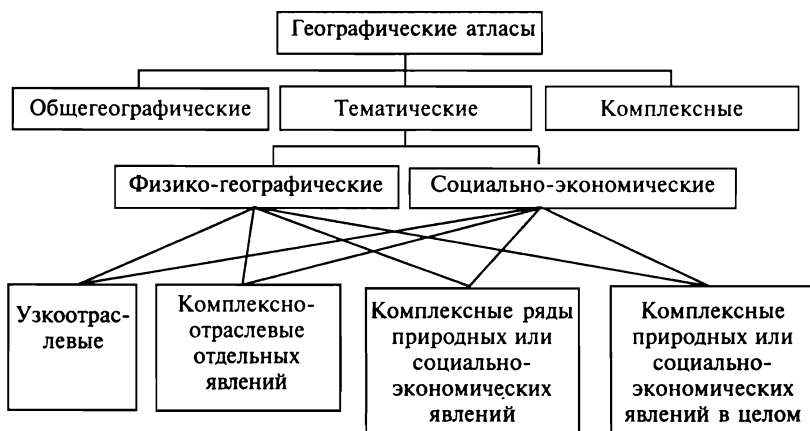 Географические атласы
Общегеографические
Тематические
Комплексные
Физико-географические
Социально-экономические
Узкоотрас-
левые
Комплексно-
отраслевые
отдельных
явлений
Комплексные ряды
природных или
социально-
экономических
явлений
Комплексные
природных или
социально-
экономических
явлений в целом